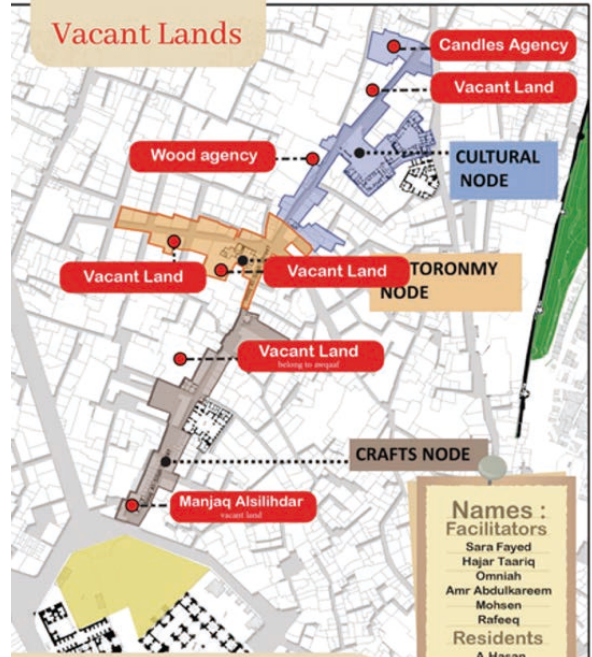 Vacant Lands
Candles Agency
Vacant Land
Wood agency
CULTURAL
NODE
Vacant Land
Vacant Land
TORONMY
NODE
Vacant Land
belong to awqaf
CRAFTS NODE
Manjaq Alsilihdar
vacant land
Names :
Facilitators
Sara Fayed
Hajar Taariq
Omniah
Amr Abdulkareem
Mohsen
Rafeeq
Residents
A.Hasan